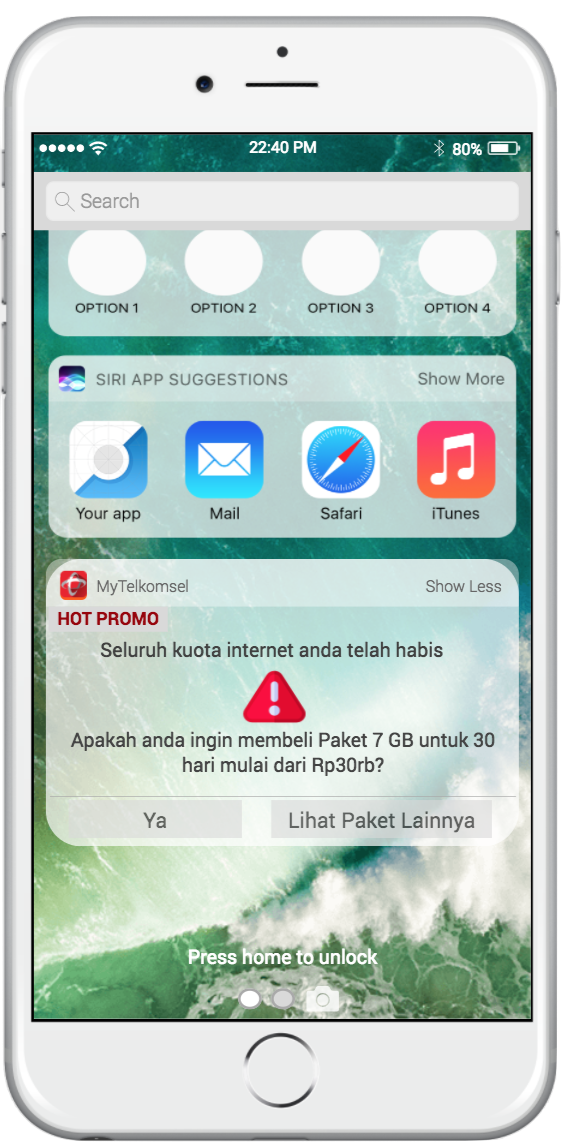 22:40 PM
80%
Search
OPTION 1
OPTION 2
OPTION 3
OPTION 4
SIRI APP SUGGESTIONS
Show More
Your app
Mail
Safari
iTunes
MyTelkomsel
Show Less
HOT PROMO
Seluruh kuota internet anda telah habis
Apakah anda ingin membeli Paket 7 GB untuk 30
hari mulai dari Rp30rb?
Ya
Lihat Paket Lainnya
Press home to unlock